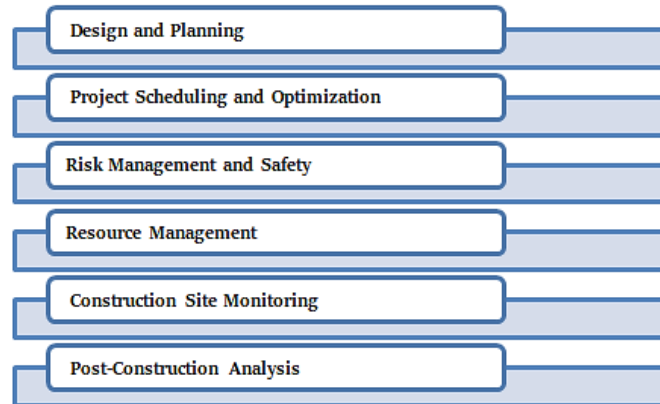 Design and Planning
Project Scheduling and Optimization
Risk Management and Safety
Resource Management
Construction Site Monitoring
Post-Construction Analysis